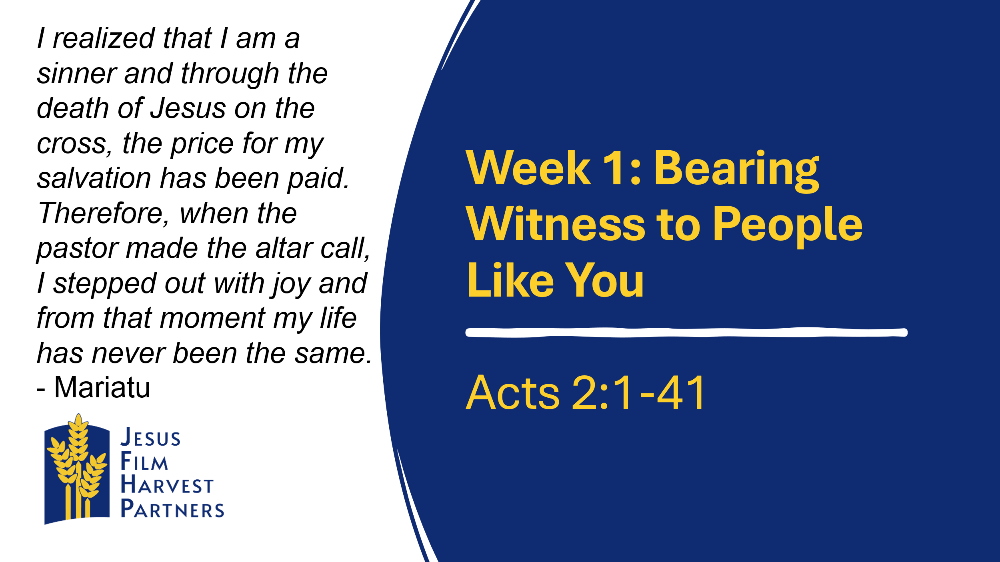 I realized that I am a
sinner and through the
death of Jesus on the
cross, the price for my
salvation has been paid.
Therefore, when the
pastor made the altar call,
I stepped out with joy and
from that moment my life
has never been the same.
- Mariatu
JESUS
FILM
HARVEST
PARTNERS
Week 1: Bearing
Witness to People
Like You
Acts 2:1-41